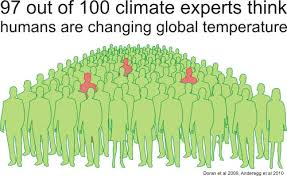 97 out of 100 climate experts think
humans are changing global temperature
Doran et al 2009, Anderegg et al 2010